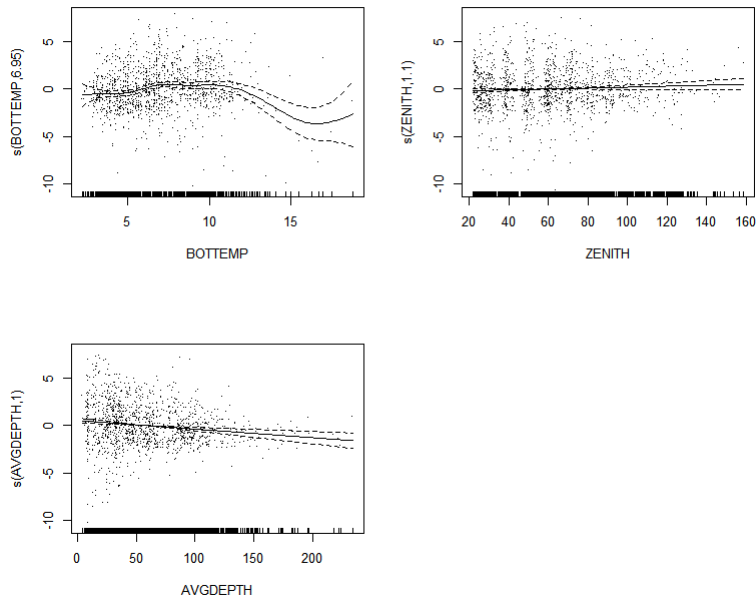 s(BOTTEMP,6.95)
5
0
-5
-10
5 10 15
BOTTEMP
s(ZENITH,1.1)
5
0
-5
-10
20 40 60 80 100 120 140 160
ZENITH
s(AVGDEPTH,1)
5
0
-5
-10
0 50 100 150 200
AVGDEPTH